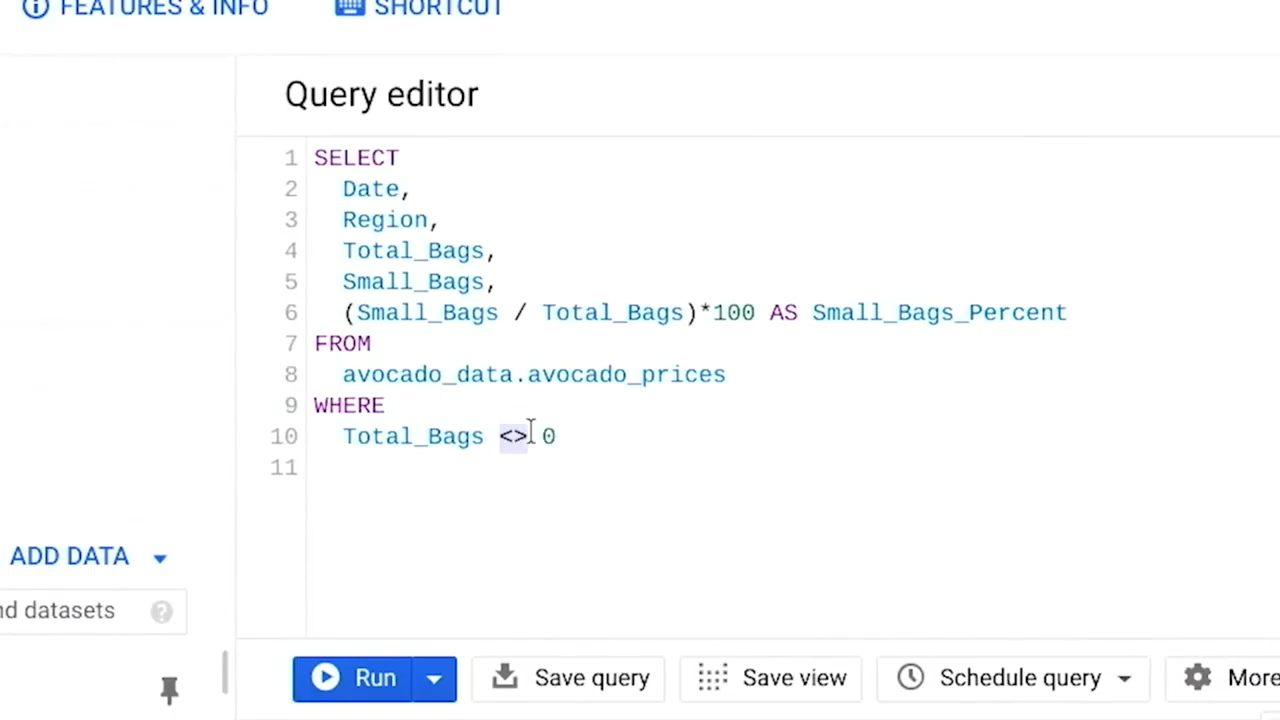 FEATURES & INFO SHORTCUT
Query editor
1 SELECT
2 Date,
3 Region,
4 Total_Bags,
5 Small_Bags,
6 (Small_Bags / Total_Bags)*100 AS Small_Bags_Percent
7 FROM
8 avocado_data.avocado_prices
9 WHERE
10 Total_Bags <> 0
11
ADD DATA
nd datasets ?
Run Save query Save view Schedule query More